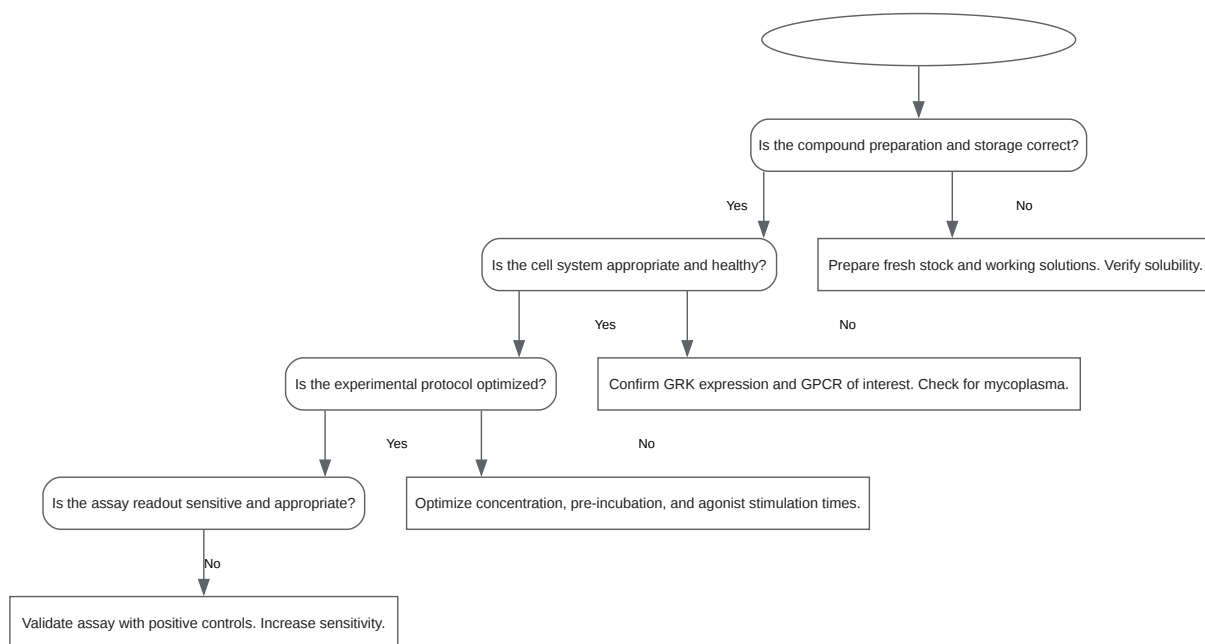 Is the compound preparation and storage correct?
Yes
No
Is the cell system appropriate and healthy?
Prepare fresh stock and working solutions. Verify solubility.
Yes
No
Is the experimental protocol optimized?
Confirm GRK expression and GPCR of interest. Check for mycoplasma.
Yes
No
Is the assay readout sensitive and appropriate?
Optimize concentration, pre-incubation, and agonist stimulation times.
No
Validate assay with positive controls. Increase sensitivity.